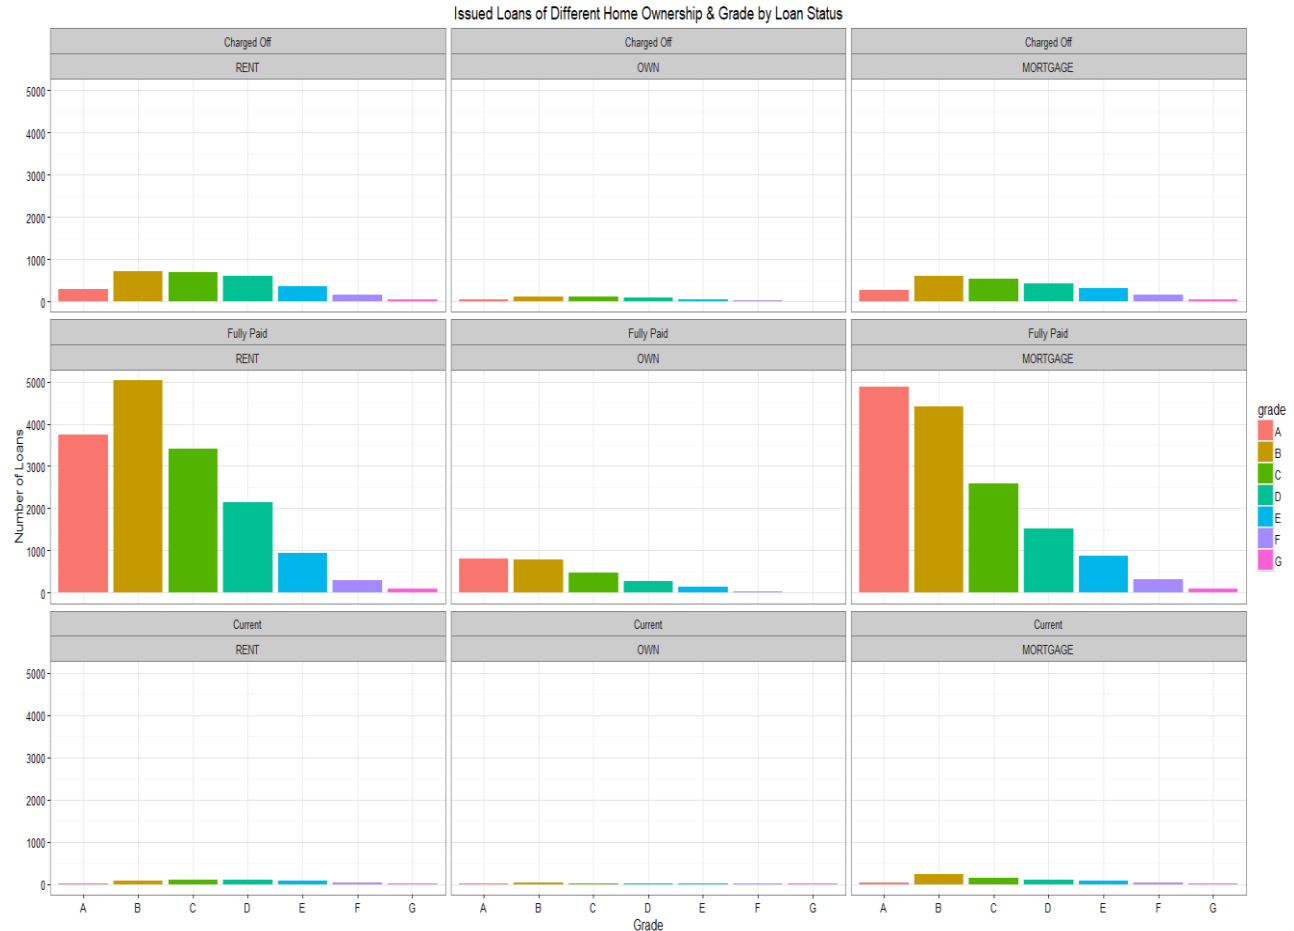 Issued Loans of Different Home Ownership & Grade by Loan Status
Charged Off
RENT
Charged Off
OWN
Charged Off
MORTGAGE
5000
4000
3000
2000
1000
0
Fully Paid
RENT
Fully Paid
OWN
Fully Paid
MORTGAGE
Number of Loans
5000
4000
3000
2000
1000
0
Current
RENT
Current
OWN
Current
MORTGAGE
5000
4000
3000
2000
1000
0
A B C D E F G
A B C D E F G
A B C D E F G
Grade
grade
A
B
C
D
E
F
G